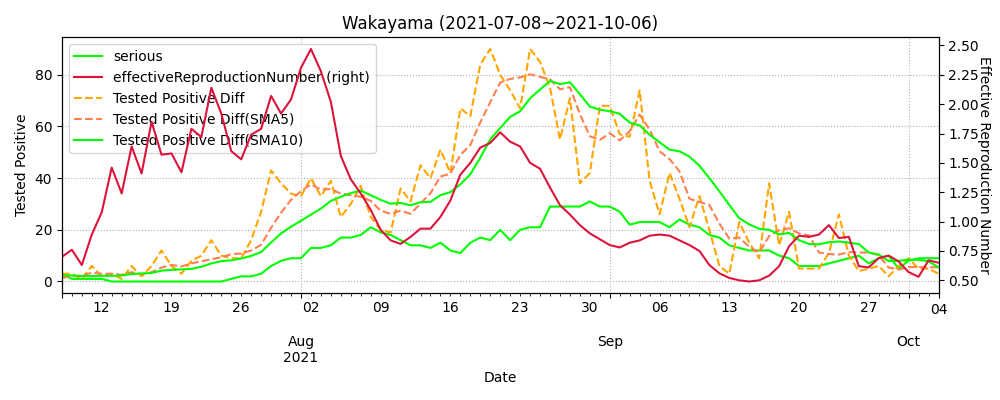 Wakayama (2021-07-08~2021-10-06)
serious
effectiveReproductionNumber (right)
Tested Positive Diff
Tested Positive Diff(SMA5)
Tested Positive Diff(SMA10)
Tested Positive
80
60
40
20
0
2.50
2.25
2.00
1.75
1.50
1.25
1.00
0.75
0.50
Effective Reproduction Number
12 19 26 02 09 16 23 30 06 13 20 27 04
Aug Sep Oct
2021
Date